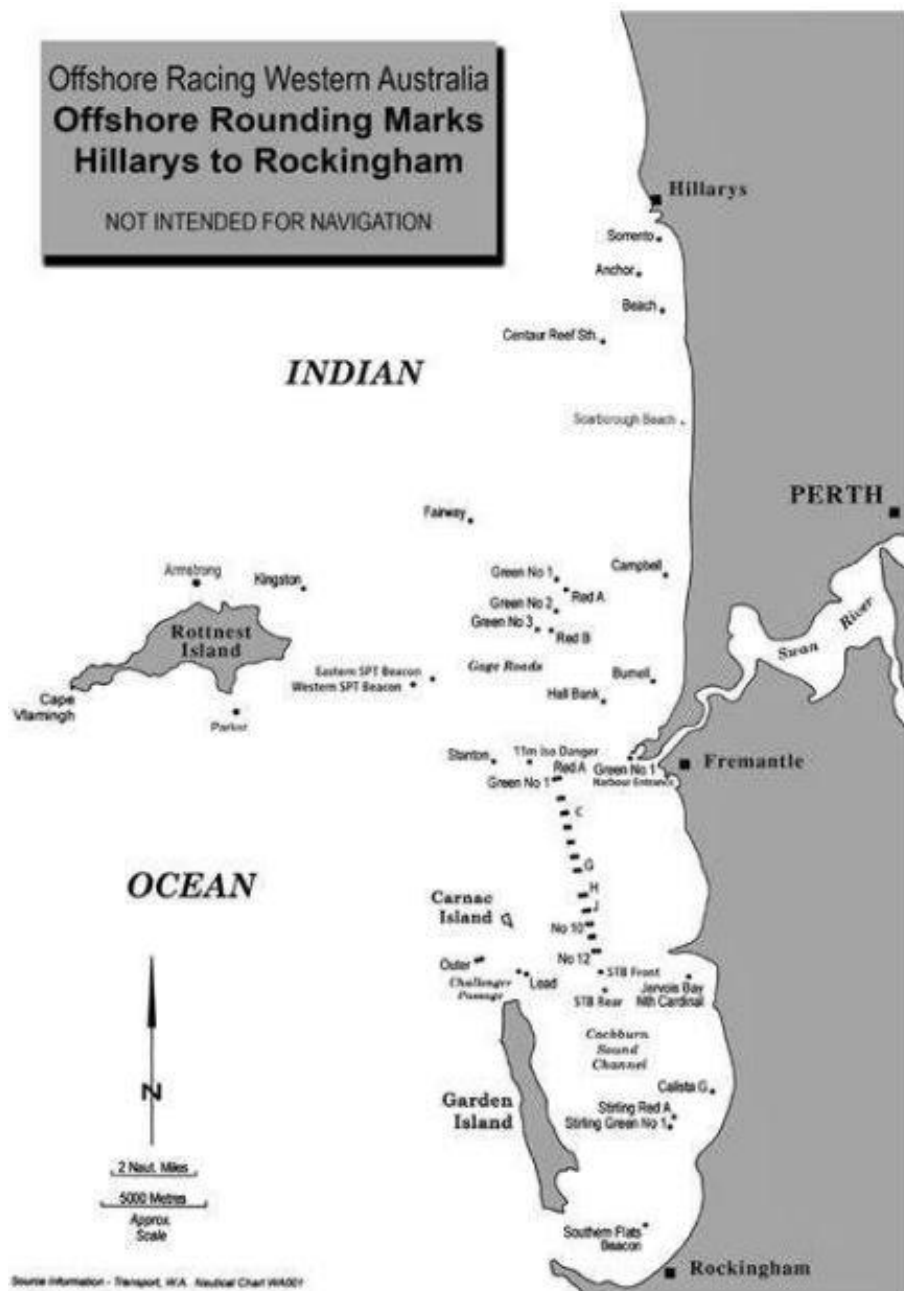 Offshore Racing Western Australia
Offshore Rounding Marks
Hillarys to Rockingham
NOT INTENDED FOR NAVIGATION
Hillarys
Sorrento
Anchor
Beach
Centaur Reef Sth.
INDIAN
Scarborough Beach
PERTH
Fairway
Armstrong
Kingston
Green No 1
Campbell
Red A
Green No 2
Green No 3
Red B
Rottnest
Island
Swan River
Gage Roads
Eastern SPT Beacon
Western SPT Beacon
Burnell
Hall Bank
Cape
Vlamingh
Parker
Stanton
11m Iso Danger
Red A
Green No 1
Green No 1
Harbour Entrance
Fremantle
C
G
OCEAN
H
J
Carnac
Island
No 10
No 12
Outer
Lead
Challenger
Passage
STB Front
STB Rear
Jervois Bay
Nth Cardinal
Cockburn
Sound
Channel
Calista G
Stirling Red A
Stirling Green No 1
Garden
Island
N
2 Naut. Miles
5000 Metres
Approx.
Scale
Southern Flats
Beacon
Rockingham
Source Information - Transport, W.A. Nautical Chart WA001